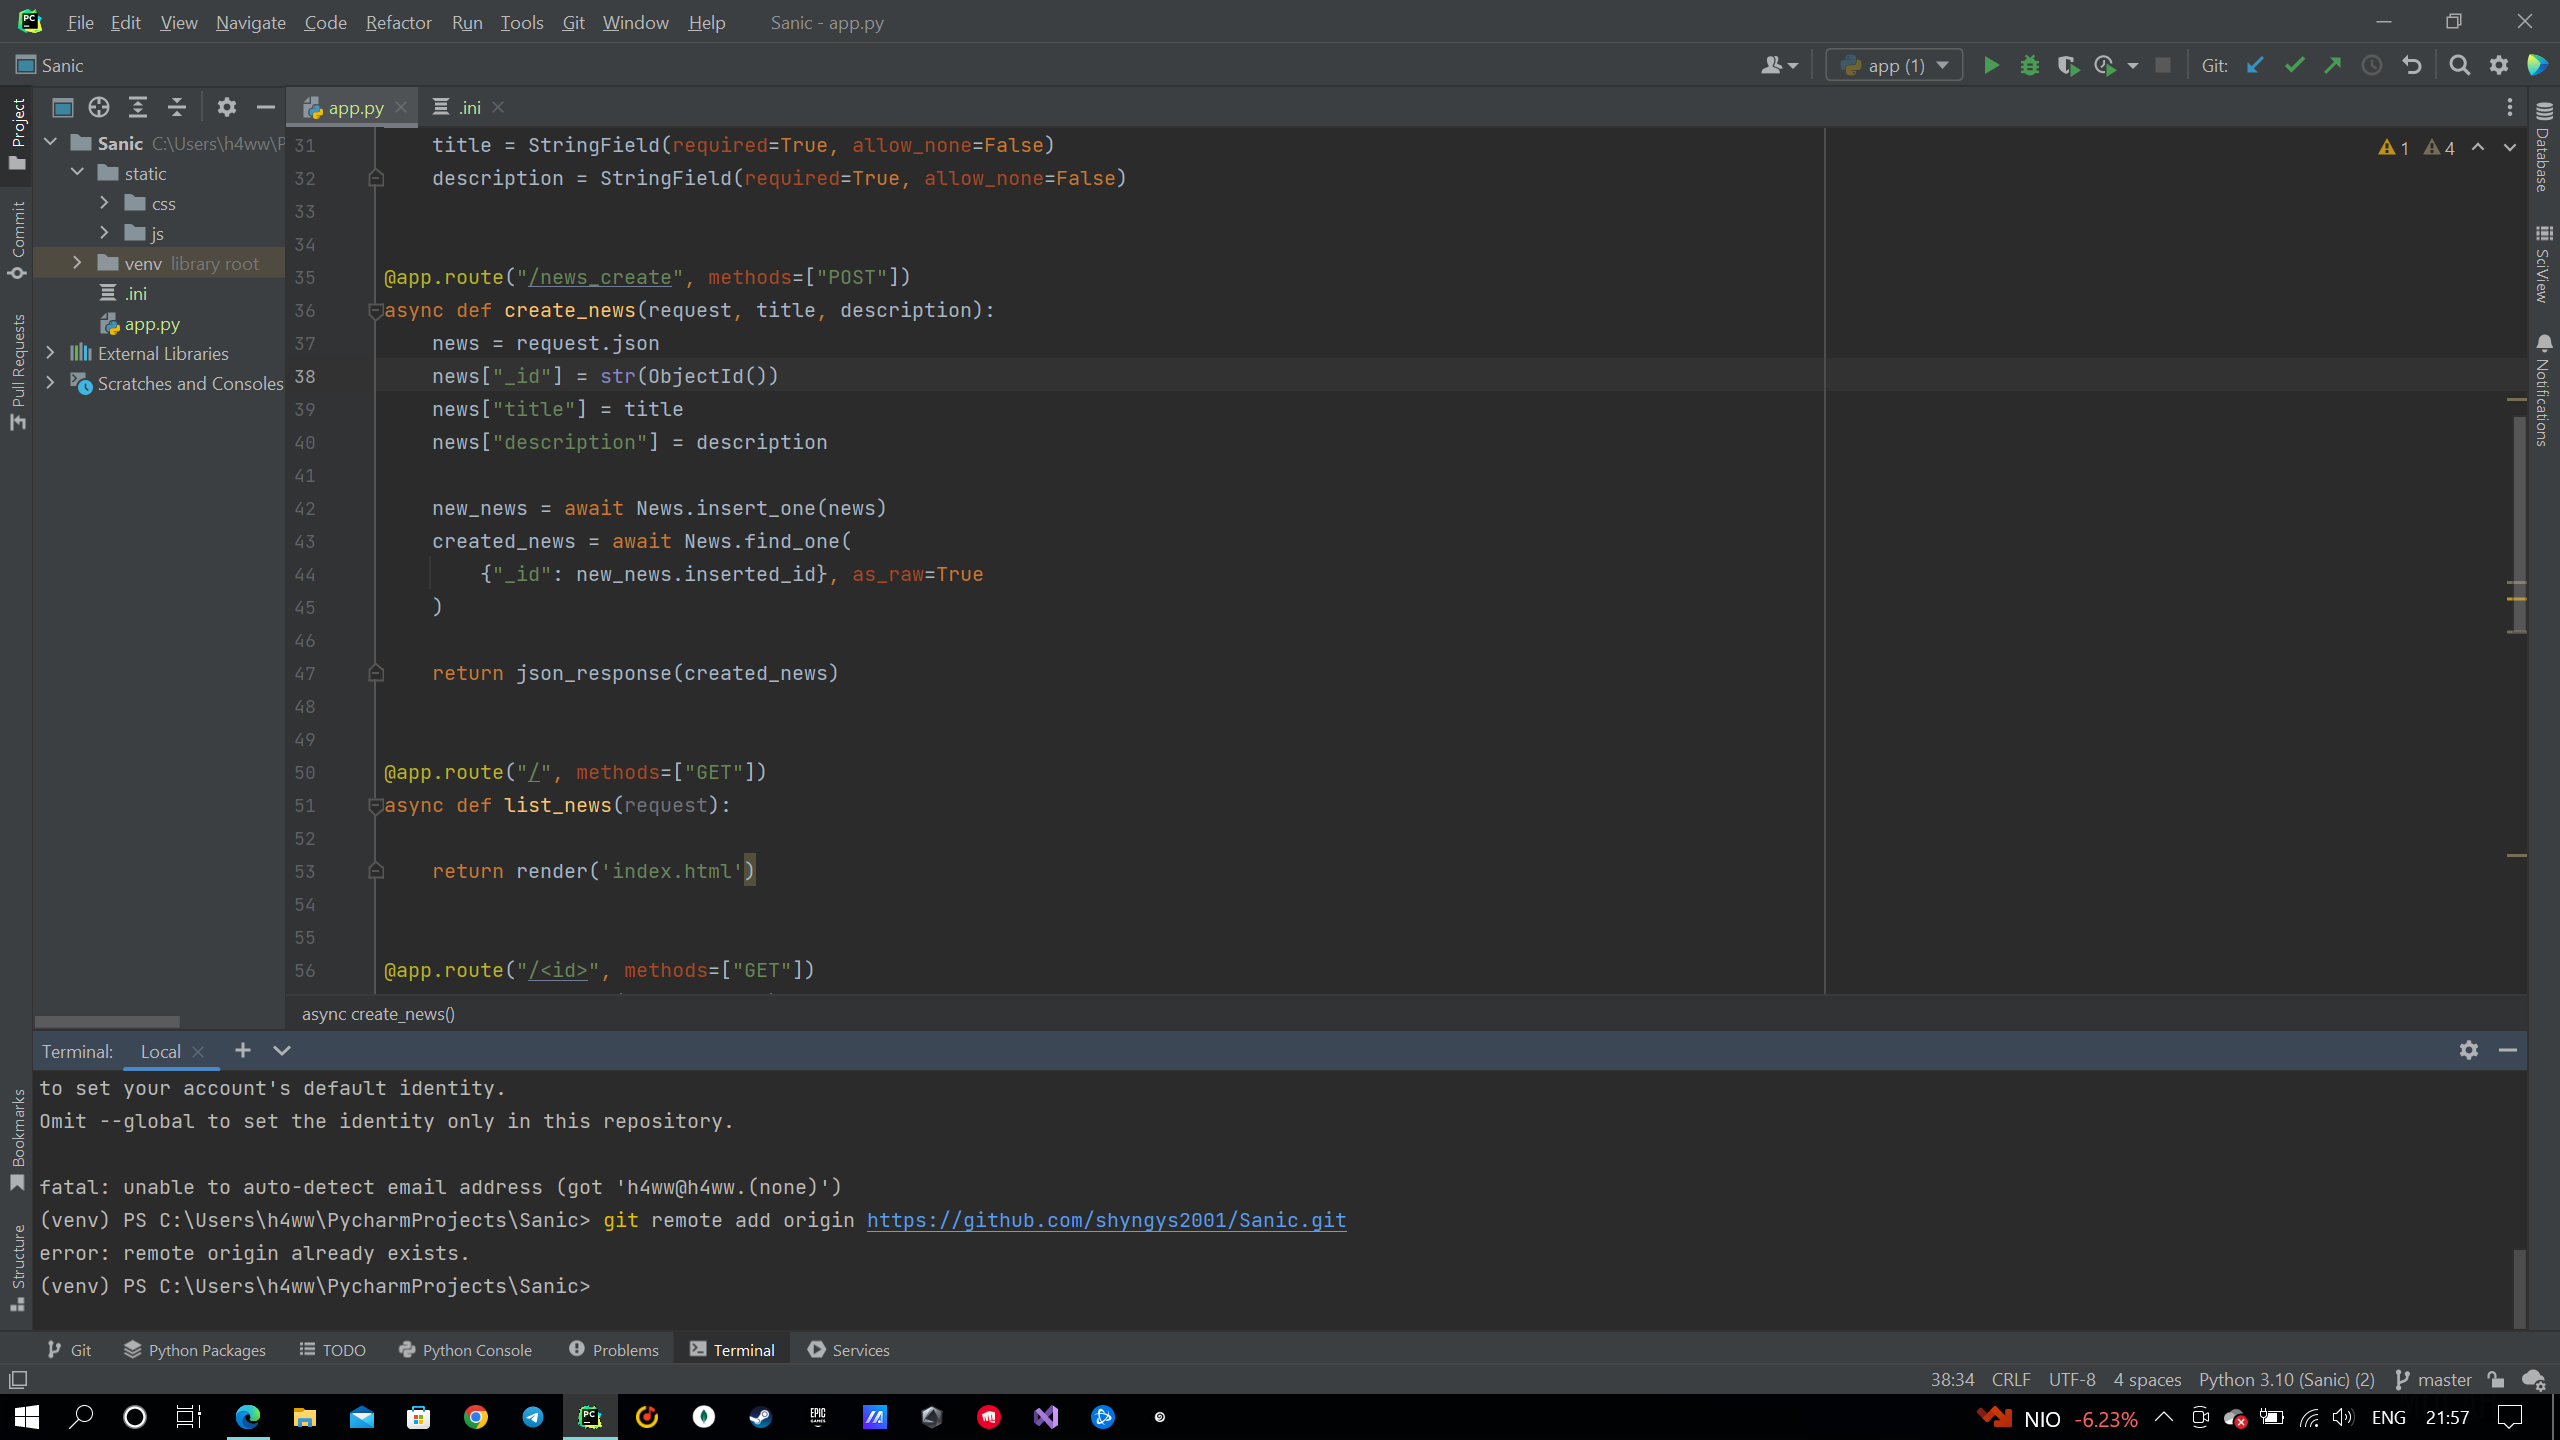 File Edit View Navigate Code Refactor Run Tools Git Window Help Sanic - app.py
Sanic app (1) Git:
Project
Commit
Pull Requests
Bookmarks
Structure
Sanic C:\Users\h4ww\P
static
css
js
venv library root
.ini
app.py
External Libraries
Scratches and Consoles
app.py .ini
1 4
31 title = StringField(required=True, allow_none=False)
32 description = StringField(required=True, allow_none=False)
33
34
35 @app.route("/news_create", methods=["POST"])
36 async def create_news(request, title, description):
37 news = request.json
38 news["_id"] = str(ObjectId())
39 news["title"] = title
40 news["description"] = description
41
42 new_news = await News.insert_one(news)
43 created_news = await News.find_one(
44 {"_id": new_news.inserted_id}, as_raw=True
45 )
46
47 return json_response(created_news)
48
49
50 @app.route("/", methods=["GET"])
51 async def list_news(request):
52
53 return render('index.html')
54
55
56 @app.route("/<id>", methods=["GET"])
async create_news()
Database
SciView
Notifications
Terminal: Local
to set your account's default identity.
Omit --global to set the identity only in this repository.
fatal: unable to auto-detect email address (got 'h4ww@h4ww.(none)')
(venv) PS C:\Users\h4ww\PycharmProjects\Sanic> git remote add origin https://github.com/shyngys2001/Sanic.git
error: remote origin already exists.
(venv) PS C:\Users\h4ww\PycharmProjects\Sanic>
Git Python Packages TODO Python Console Problems Terminal Services
38:34 CRLF UTF-8 4 spaces Python 3.10 (Sanic) (2) master
NIO -6.23% ENG 21:57